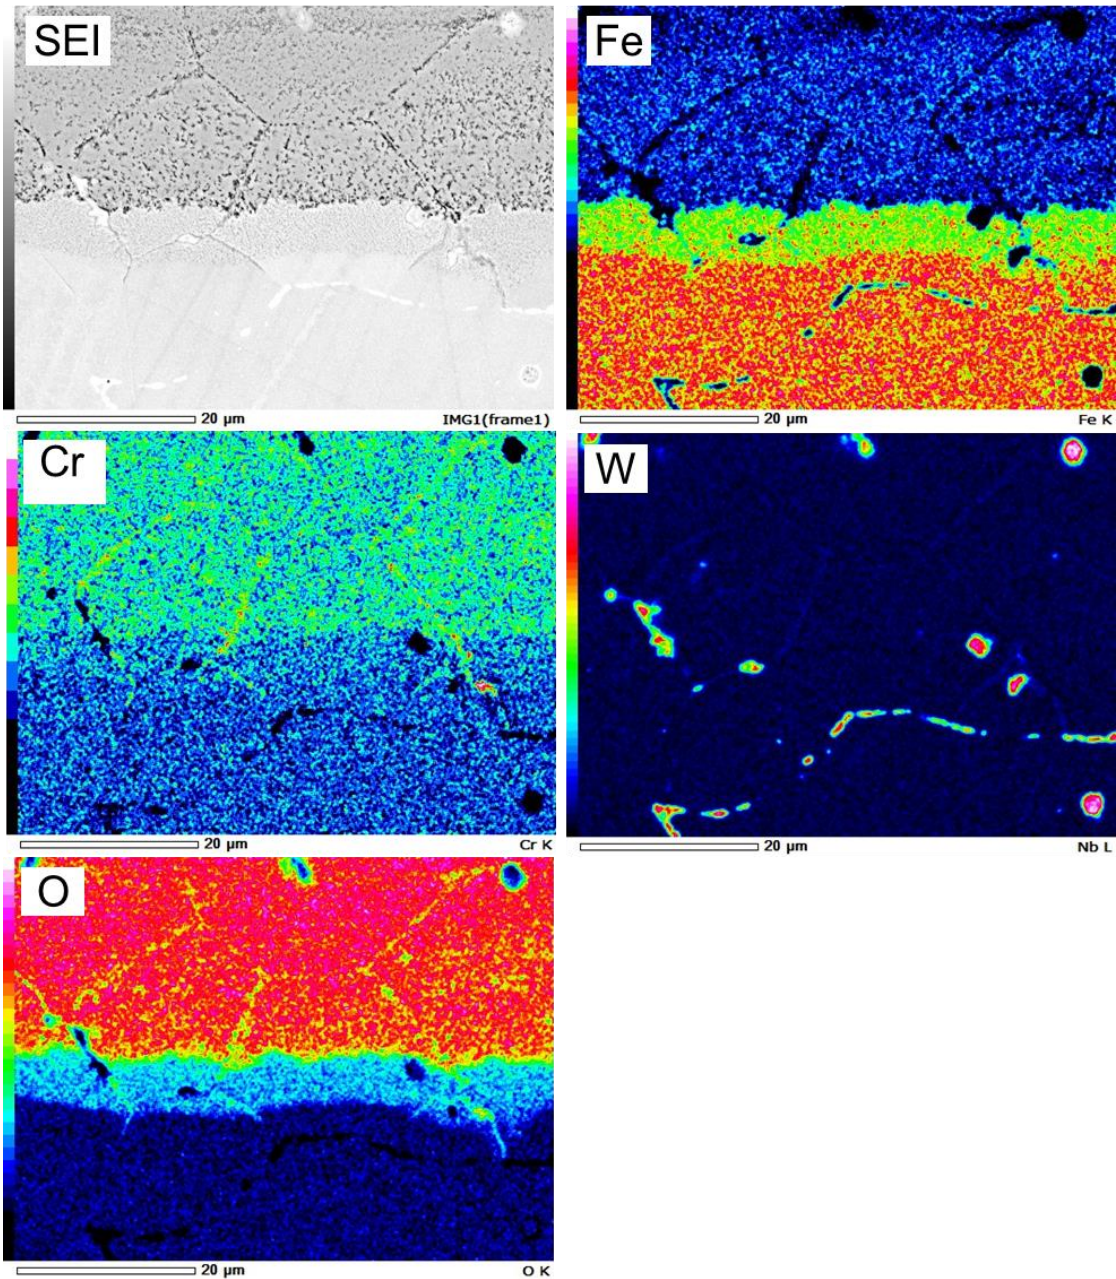 SEI
Fe
20 μm
IMG1(frame1)
20 μm
Fe K
Cr
W
20 μm
Cr K
20 μm
Nb L
O
20 μm
O K